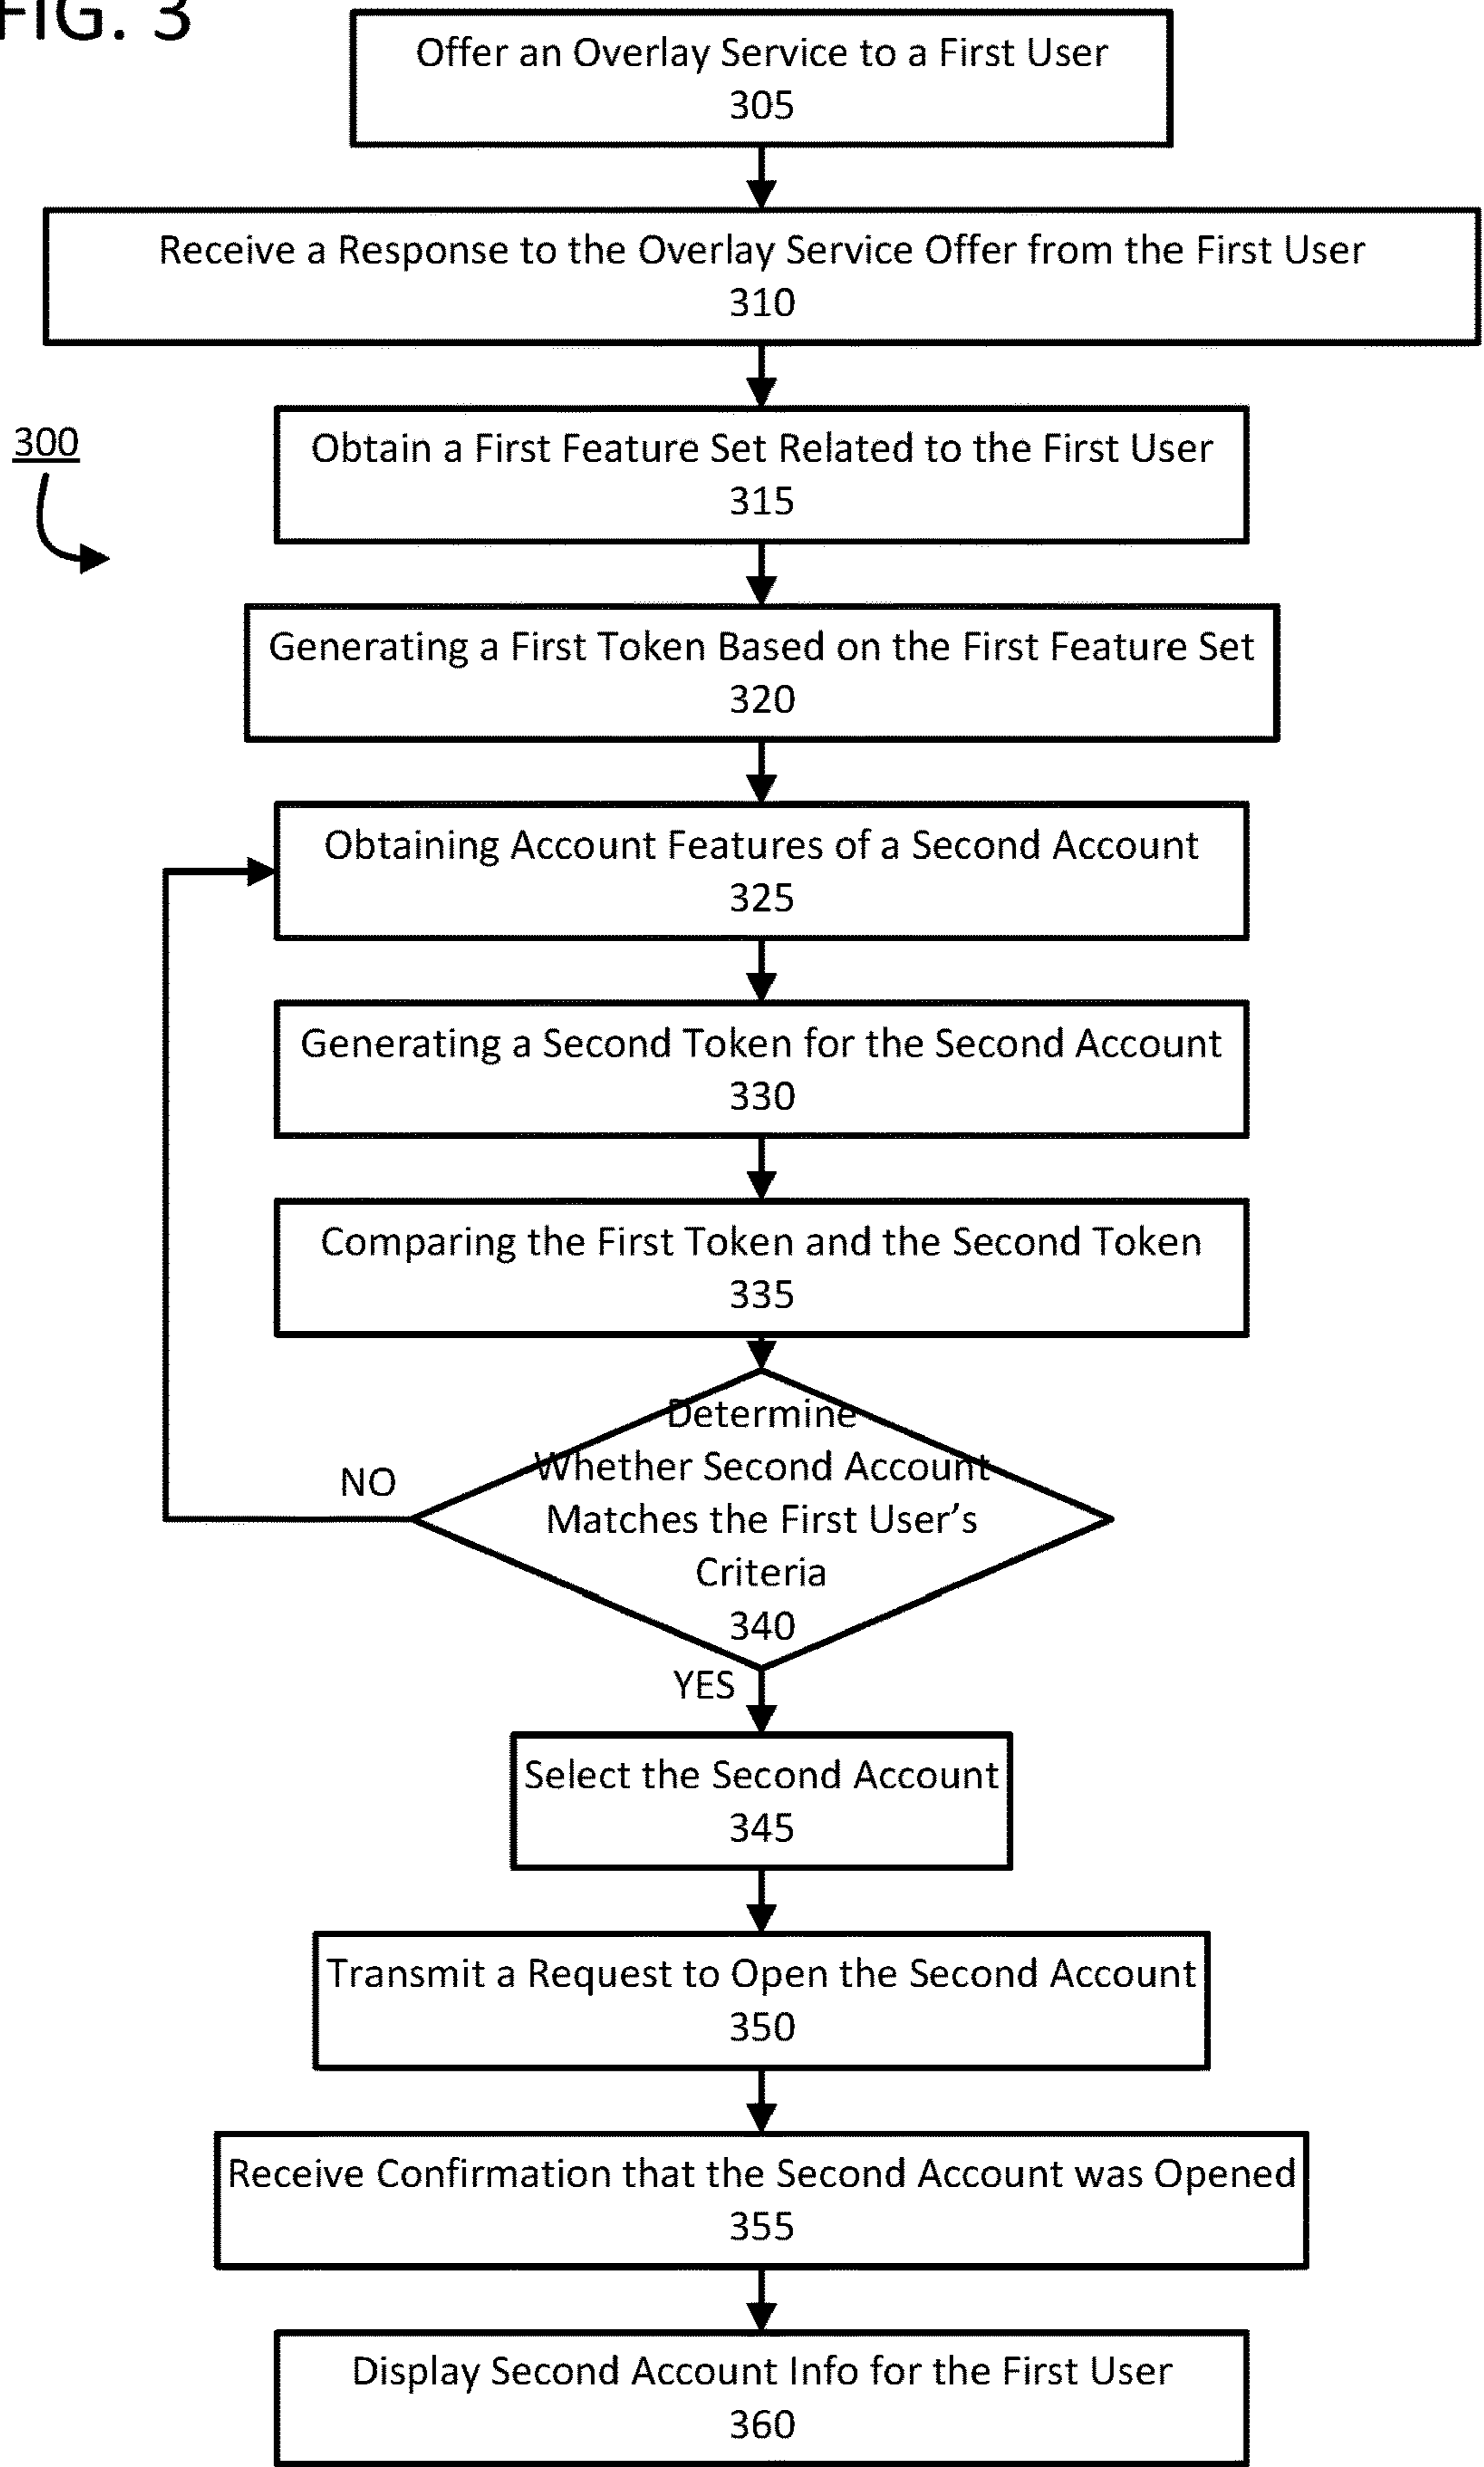 FIG. 3
Offer an Overlay Service to a First User
305
Receive a Response to the Overlay Service Offer from the First User
310
300
Obtain a First Feature Set Related to the First User
315
Generating a First Token Based on the First Feature Set
320
Obtaining Account Features of a Second Account
325
Generating a Second Token for the Second Account
330
Comparing the First Token and the Second Token
335
Determine
Whether Second Account
NO
Matches the First User's
Criteria
340
YES
Select the Second Account
345
Transmit a Request to Open the Second Account
350
Receive Confirmation that the Second Account was Opened
355
Display Second Account Info for the First User
360